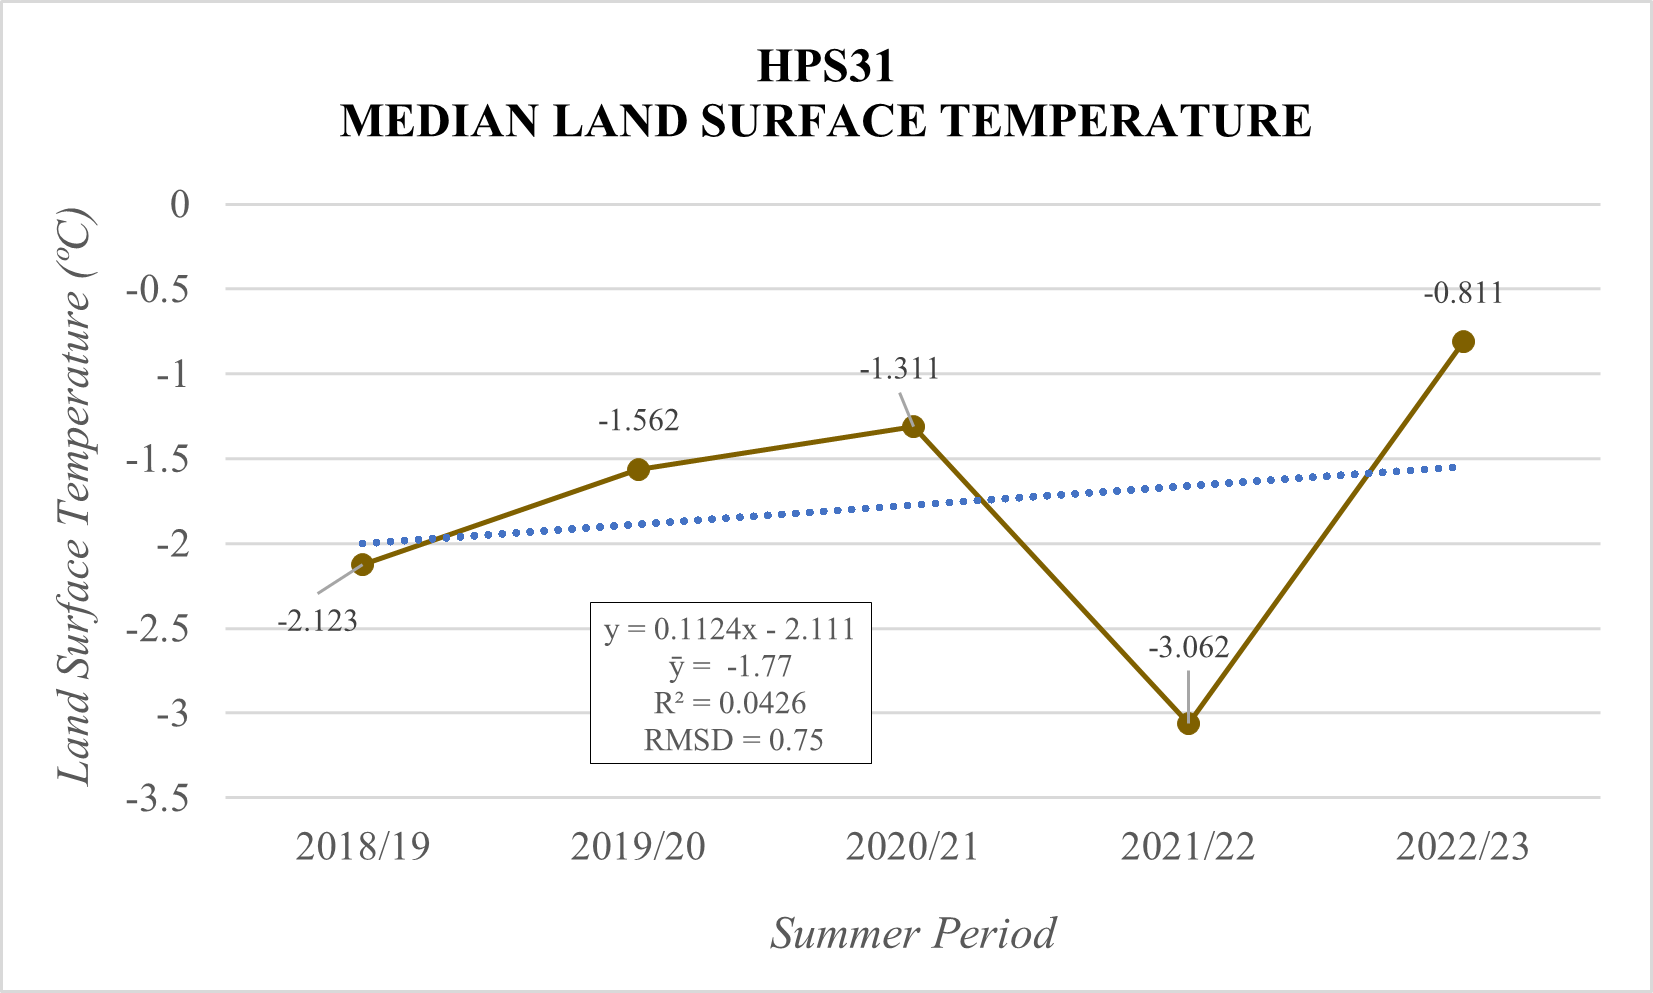 HPS31
MEDIAN LAND SURFACE TEMPERATURE
Land Surface Temperature (ºC)
0
-0.5
-1
-1.5
-2
-2.5
-3
-3.5
-2.123
-1.562
-1.311
-3.062
-0.811
y = 0.1124x - 2.111
ȳ = -1.77
R² = 0.0426
RMSD = 0.75
2018/19
2019/20
2020/21
2021/22
2022/23
Summer Period